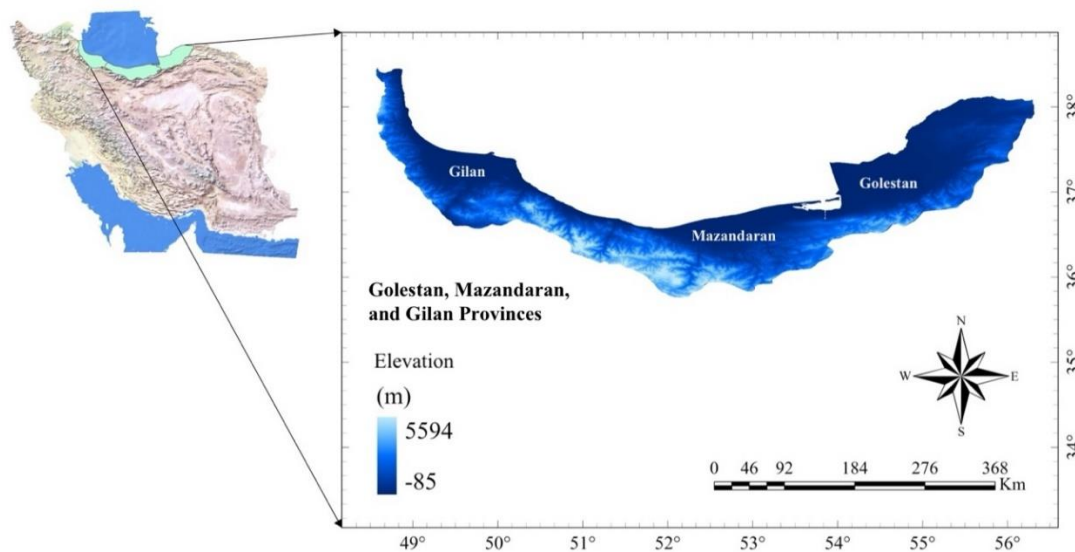 Gilan
Golestan
Mazandaran
Golestan, Mazandaran,
and Gilan Provinces
Elevation
(m)
5594
-85
N
W
E
S
0 46 92 184 276 368
Km
38°
37°
36°
35°
34°
49° 50° 51° 52° 53° 54° 55° 56°